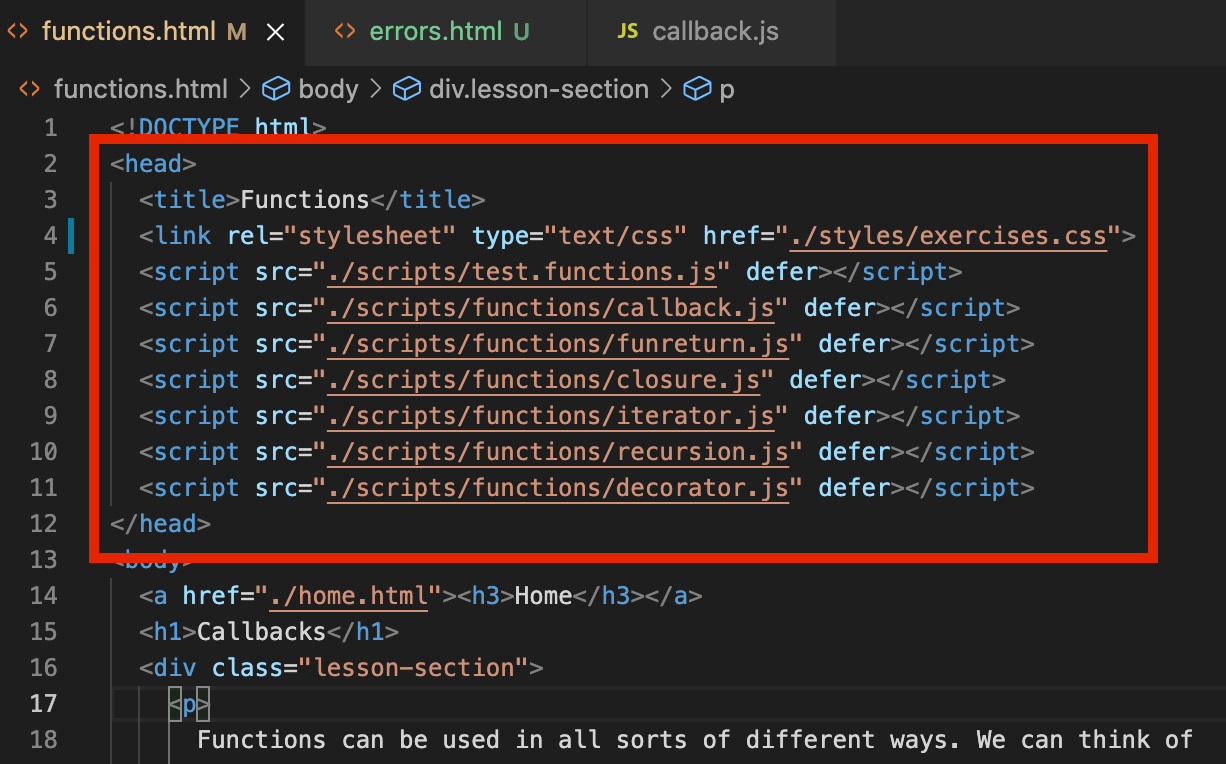 functions.html M
errors.html U
JS callback.js
functions.html > body > div.lesson-section > p
1 <!DOCTYPE html>
2 <head>
3 <title>Functions</title>
4 <link rel="stylesheet" type="text/css" href="./styles/exercises.css">
5 <script src="./scripts/test.functions.js" defer></script>
6 <script src="./scripts/functions/callback.js" defer></script>
7 <script src="./scripts/functions/funreturn.js" defer></script>
8 <script src="./scripts/functions/closure.js" defer></script>
9 <script src="./scripts/functions/iterator.js" defer></script>
10 <script src="./scripts/functions/recursion.js" defer></script>
11 <script src="./scripts/functions/decorator.js" defer></script>
12 </head>
13 <body>
14 <a href="./home.html"><h3>Home</h3></a>
15 <h1>Callbacks</h1>
16 <div class="lesson-section">
17 <p>
18 Functions can be used in all sorts of different ways. We can think of